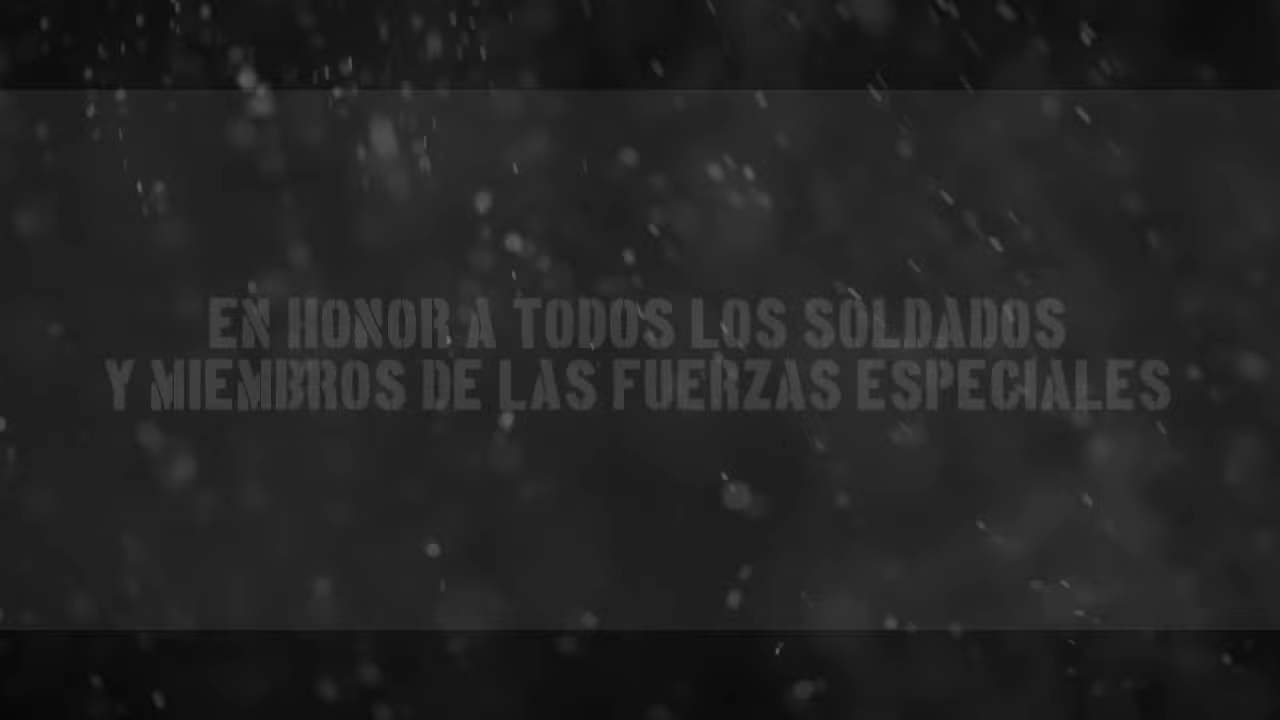 EN HONOR A TODOS LOS SOLDADOS
Y MIEMBROS DE LAS FUERZAS ESPECIALES